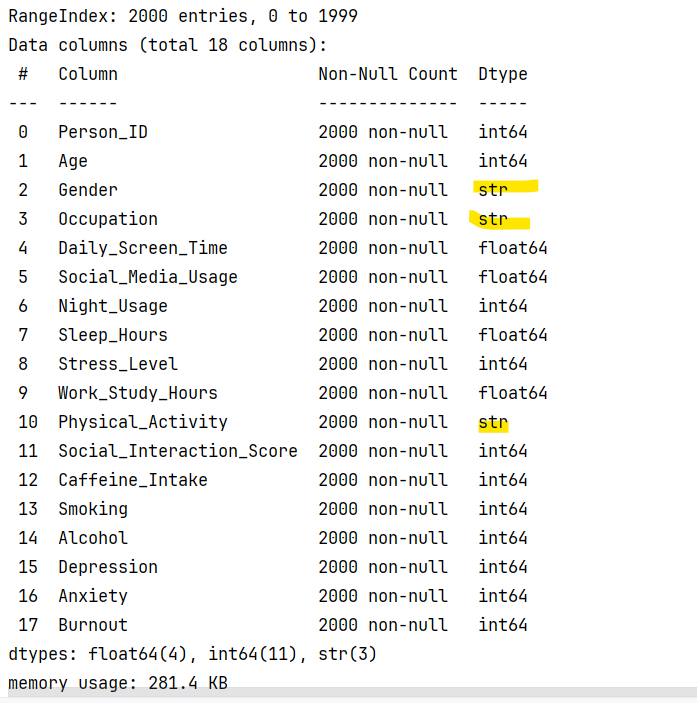 RangeIndex: 2000 entries, 0 to 1999
Data columns (total 18 columns):
 #   Column                    Non-Null Count  Dtype
---  ------                    --------------  -----
 0   Person_ID                 2000 non-null   int64
 1   Age                       2000 non-null   int64
 2   Gender                    2000 non-null   str
 3   Occupation                2000 non-null   str
 4   Daily_Screen_Time         2000 non-null   float64
 5   Social_Media_Usage        2000 non-null   float64
 6   Night_Usage               2000 non-null   int64
 7   Sleep_Hours               2000 non-null   float64
 8   Stress_Level              2000 non-null   int64
 9   Work_Study_Hours          2000 non-null   float64
 10  Physical_Activity         2000 non-null   str
 11  Social_Interaction_Score  2000 non-null   int64
 12  Caffeine_Intake           2000 non-null   int64
 13  Smoking                   2000 non-null   int64
 14  Alcohol                   2000 non-null   int64
 15  Depression                2000 non-null   int64
 16  Anxiety                   2000 non-null   int64
 17  Burnout                   2000 non-null   int64
dtypes: float64(4), int64(11), str(3)
memory usage: 281.4 KB